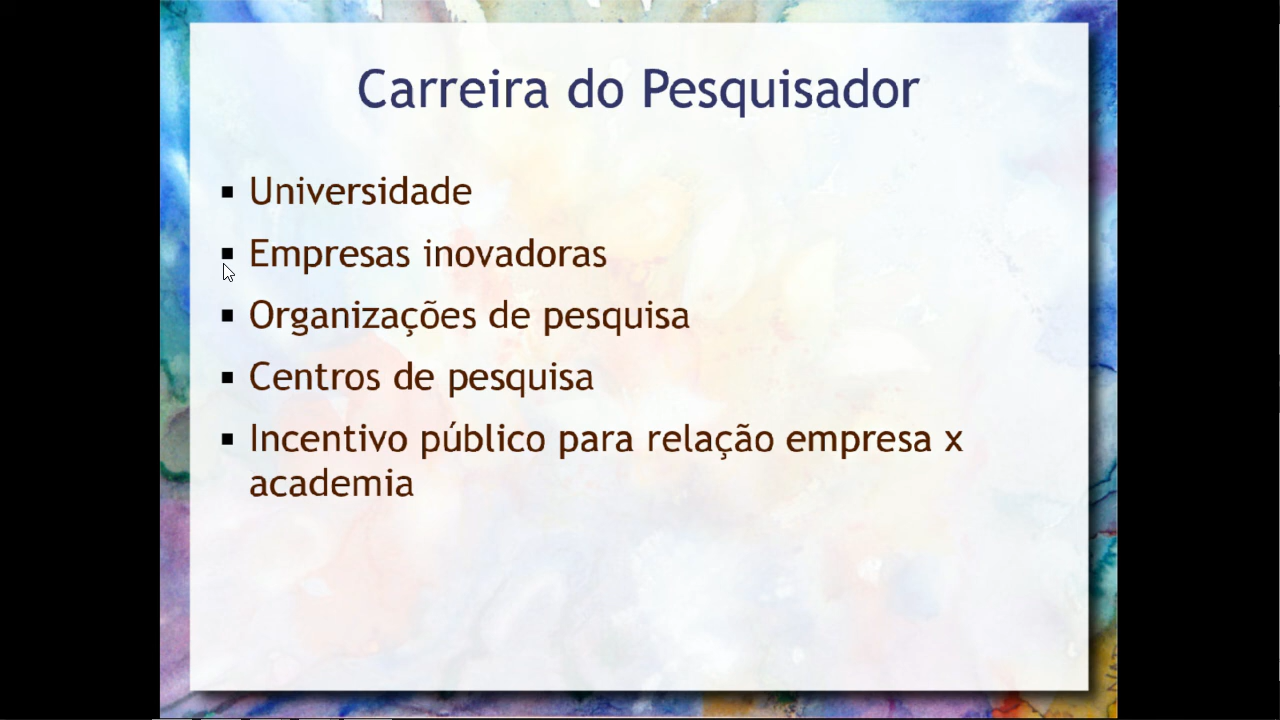 Carreira do Pesquisador
Universidade
Empresas inovadoras
Organizações de pesquisa
Centros de pesquisa
Incentivo público para relação empresa x
academia